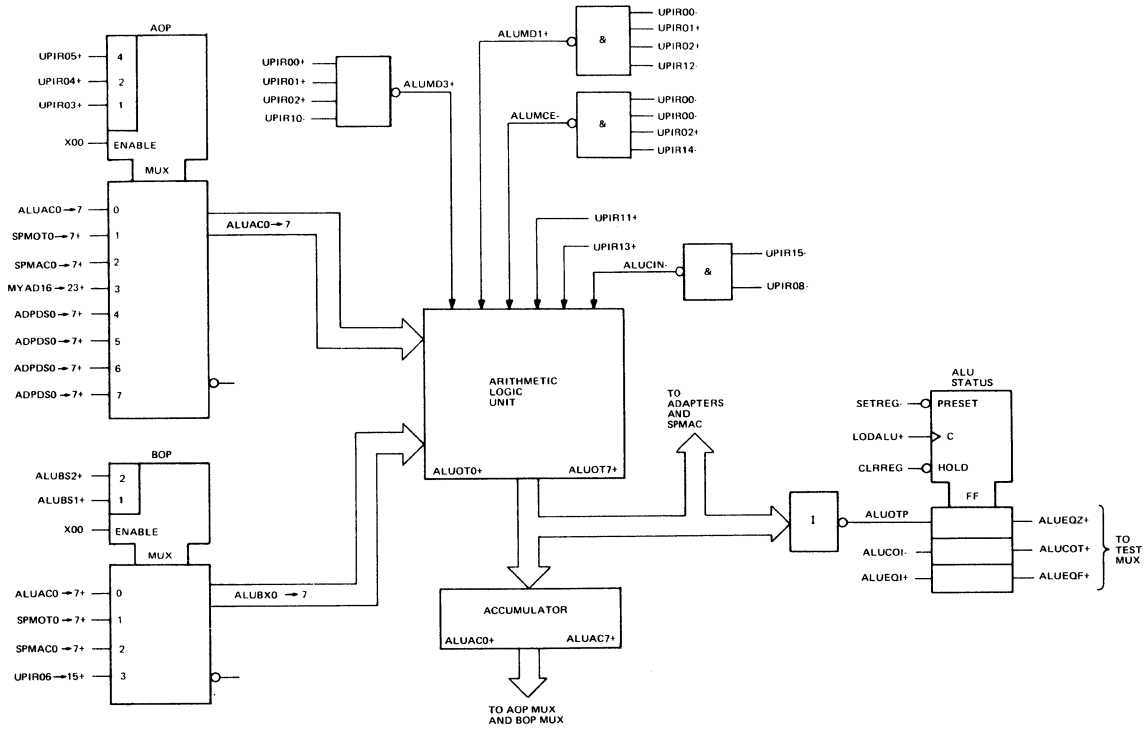 AOP
UPIR05+
4
UPIR04+
2
UPIR03+
1
X00
ENABLE
MUX
ALUAC0→7
0
SPMOT0→7+
1
SPMAC0→7+
2
MYAD16→23+
3
ADPDS0→7+
4
ADPDS0→7+
5
ADPDS0→7+
6
ADPDS0→7+
7
ALUAC0→7
UPIR00+
UPIR01+
UPIR02+
UPIR10-
ALUMD3+
ALUMD1+
&
UPIR00-
UPIR01+
UPIR02+
UPIR12-
ALUMCE-
&
UPIR00-
UPIR00-
UPIR02+
UPIR14-
UPIR11+
UPIR13+
ALUCIN-
&
UPIR15-
UPIR08-
ARITHMETIC
LOGIC
UNIT
ALUOT0+
ALUOT7+
BOP
ALUBS2+
2
ALUBS1+
1
X00
ENABLE
MUX
ALUAC0→7+
0
SPMOT0→7+
1
SPMAC0→7+
2
UPIR06→15+
3
ALUBX0→7
TO
ADAPTERS
AND
SPMAC
ACCUMULATOR
ALUAC0+
ALUAC7+
TO AOP MUX
AND BOP MUX
I
ALU
STATUS
SETREG-
PRESET
LODALU+
C
CLRREG
HOLD
FF
ALUOTP
ALUEQZ+
ALUCOI-
ALUCOT+
ALUEQI+
ALUEQF+
TO
TEST
MUX